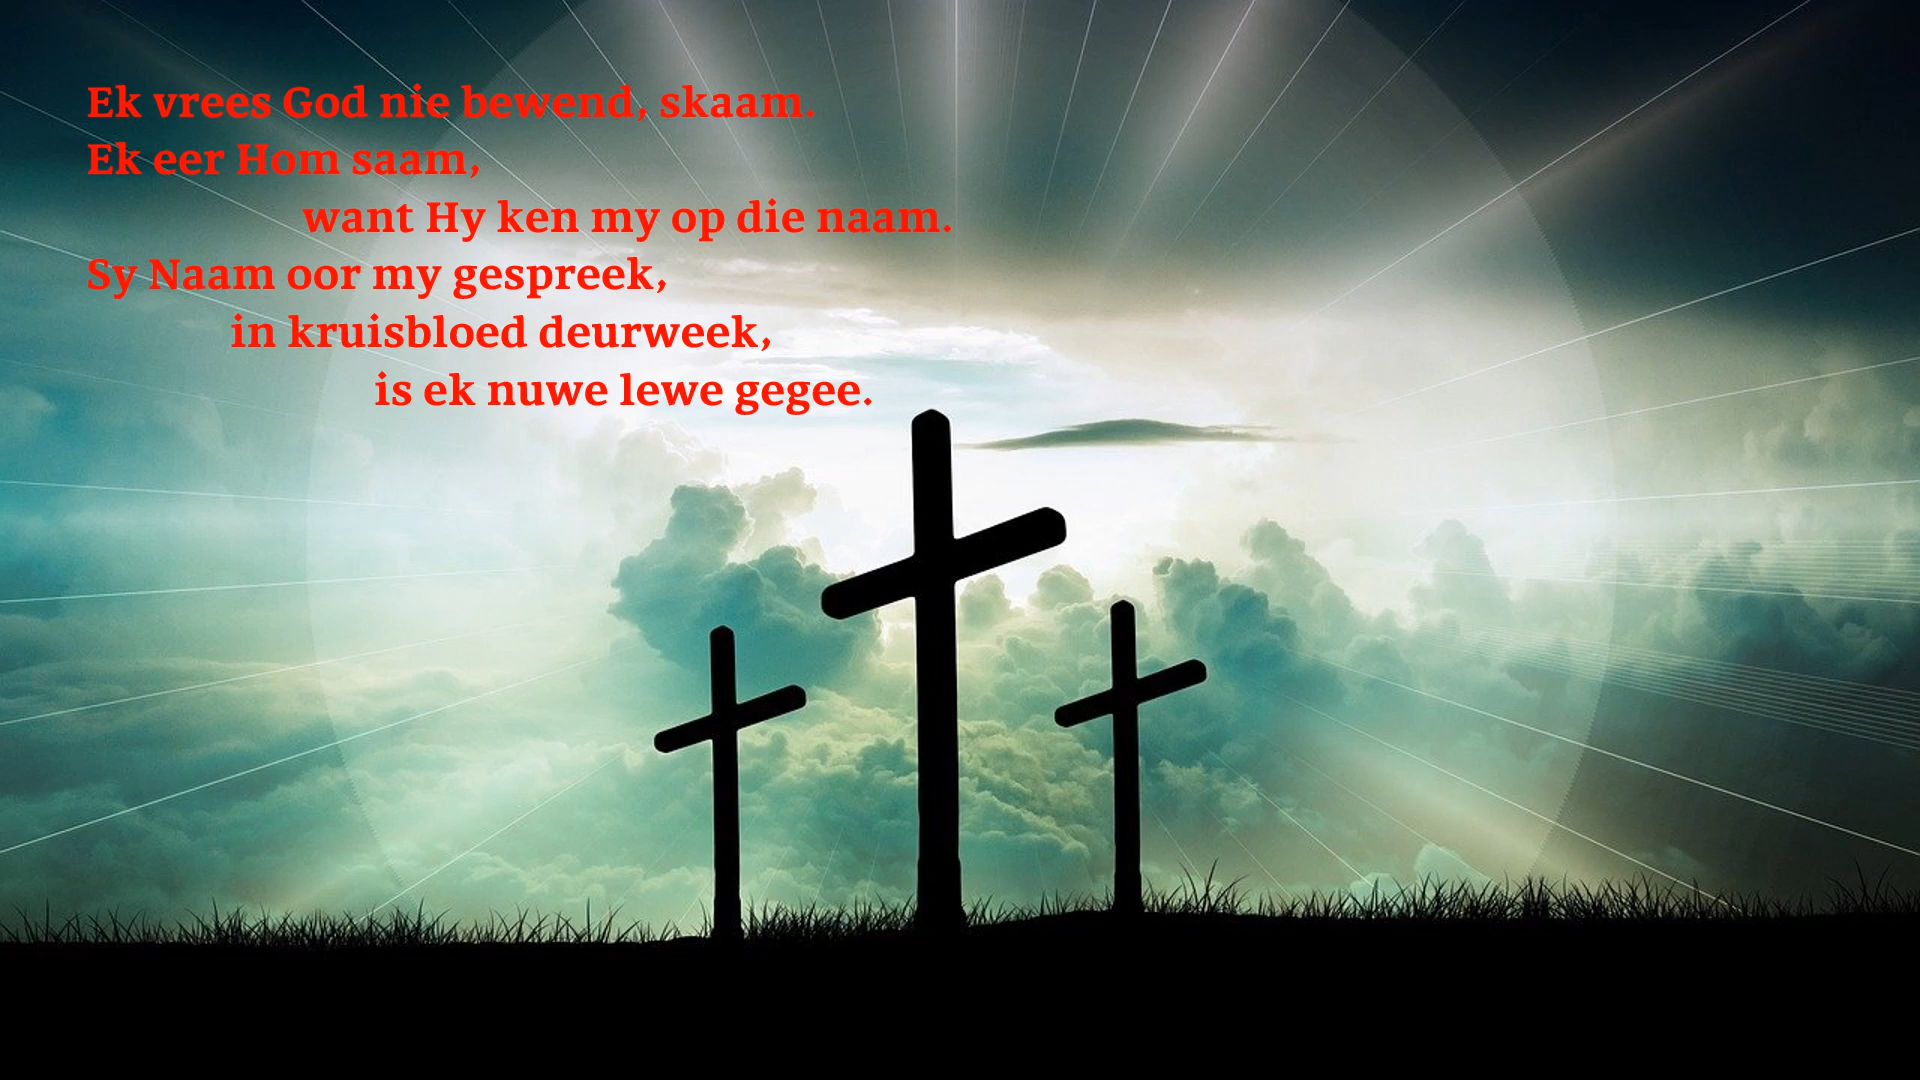 Ek vrees God nie bewend, skaam.
Ek eer Hom saam,
want Hy ken my op die naam.
Sy Naam oor my gespreek,
in kruisbloed deurweek,
is ek nuwe lewe gegee.